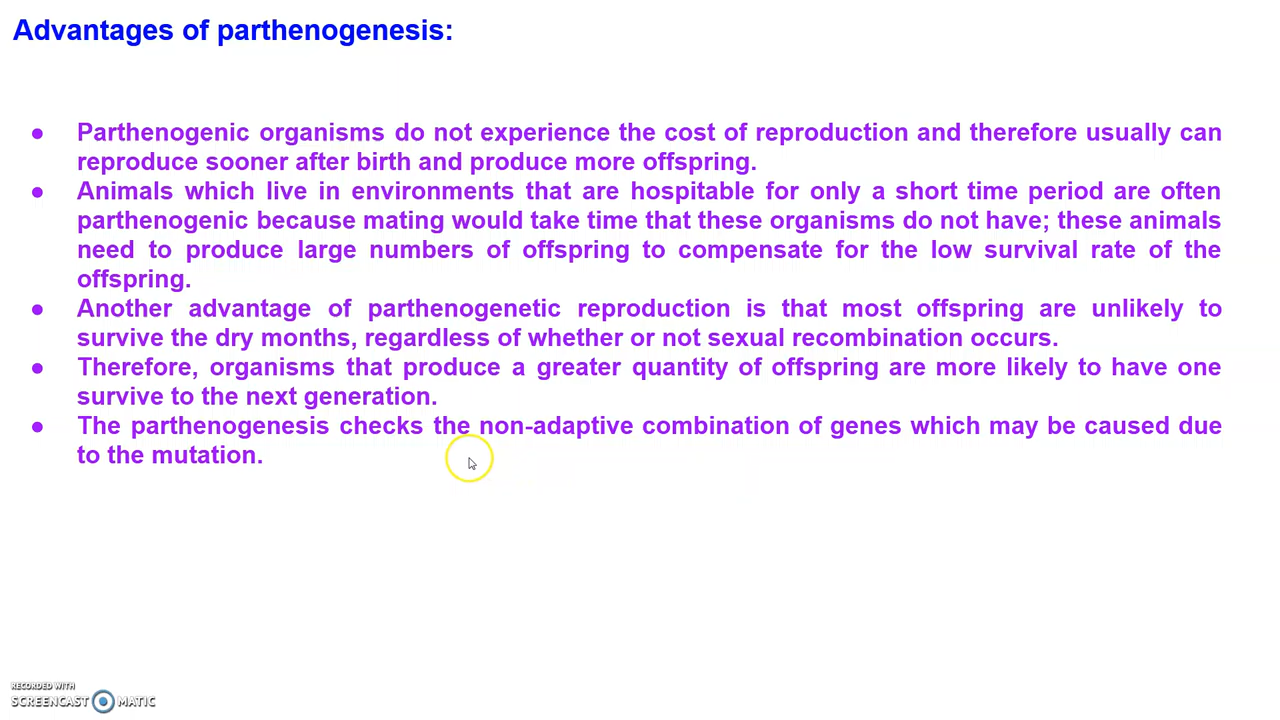 Advantages of parthenogenesis:
● Parthenogenic organisms do not experience the cost of reproduction and therefore usually can
reproduce sooner after birth and produce more offspring.
● Animals which live in environments that are hospitable for only a short time period are often
parthenogenic because mating would take time that these organisms do not have; these animals
need to produce large numbers of offspring to compensate for the low survival rate of the
offspring.
● Another advantage of parthenogenetic reproduction is that most offspring are unlikely to
survive the dry months, regardless of whether or not sexual recombination occurs.
● Therefore, organisms that produce a greater quantity of offspring are more likely to have one
survive to the next generation.
● The parthenogenesis checks the non-adaptive combination of genes which may be caused due
to the mutation.
RECORDED WITH
SCREENCAST MATIC